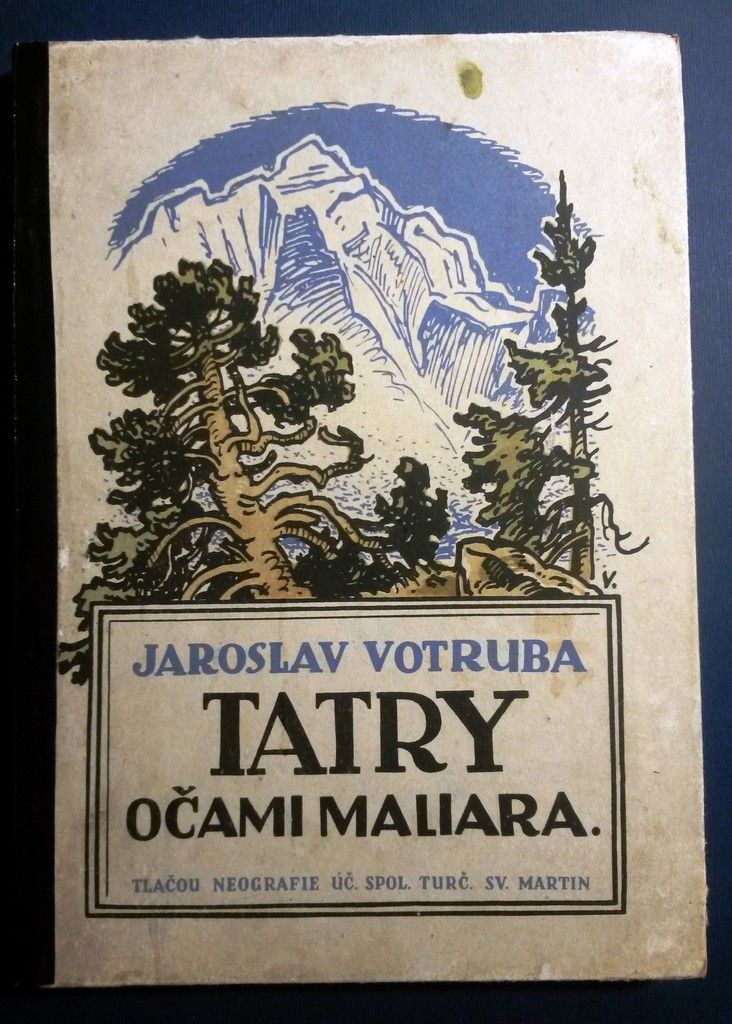 V.
JAROSLAV VOTRUBA
TATRY
OČAMI MALIARA.
TLAČOU NEOGRAFIE ÚČ. SPOL. TURČ. SV. MARTIN